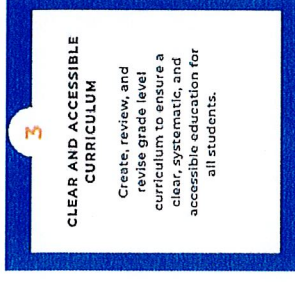 3
CLEAR AND ACCESSIBLE
CURRICULUM
Create, review, and
revise grade level
curriculum to ensure a
clear, systematic, and
accessible education for
all students.